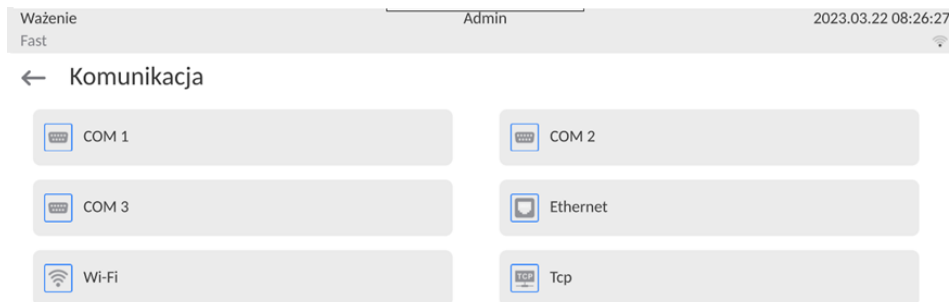 Ważenie Admin 2023.03.22 08:26:27
Fast
Komunikacja
COM 1 COM 2
COM 3 Ethernet
Wi-Fi TCP Tcp